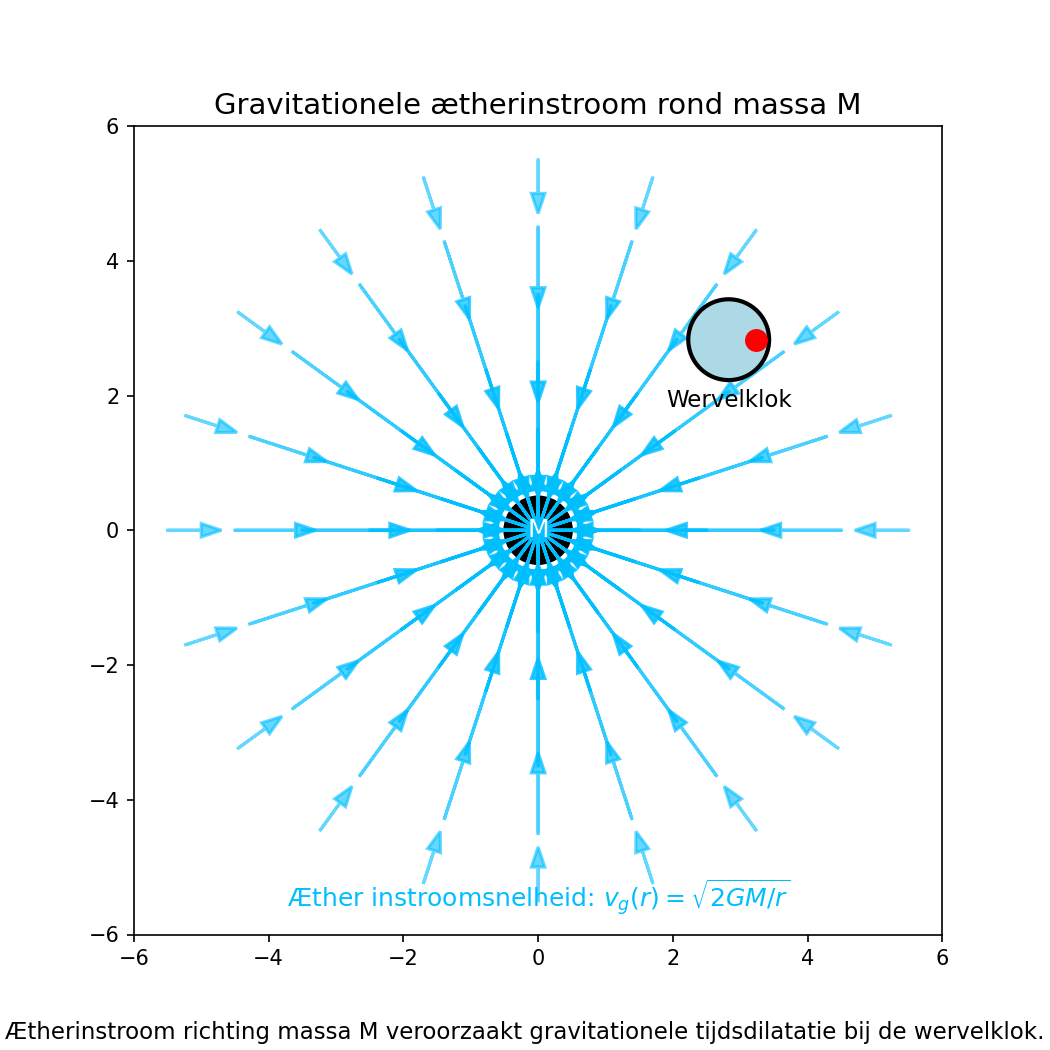 Gravitationele ætherinstroom rond massa M
6
4
2
0
−2
−4
−6
Wervelklok
M
Æther instroomsnelheid: $v_g(r) = \sqrt{2GM/r}$
−6 −4 −2 0 2 4 6
Ætherinstroom richting massa M veroorzaakt gravitationele tijdsdilatatie bij de wervelklok.